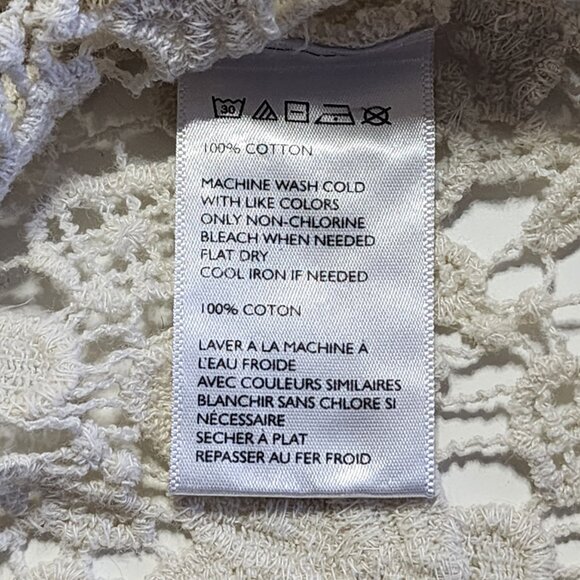 30
100% COTTON
MACHINE WASH COLD
WITH LIKE COLORS
ONLY NON-CHLORINE
BLEACH WHEN NEEDED
FLAT DRY
COOL IRON IF NEEDED
100% COTON
LAVER A LA MACHINE À
L'EAU FROIDE
AVEC COULEURS SIMILAIRES
BLANCHIR SANS CHLORE SI
NÉCESSAIRE
SECHER À PLAT
REPASSER AU FER FROID